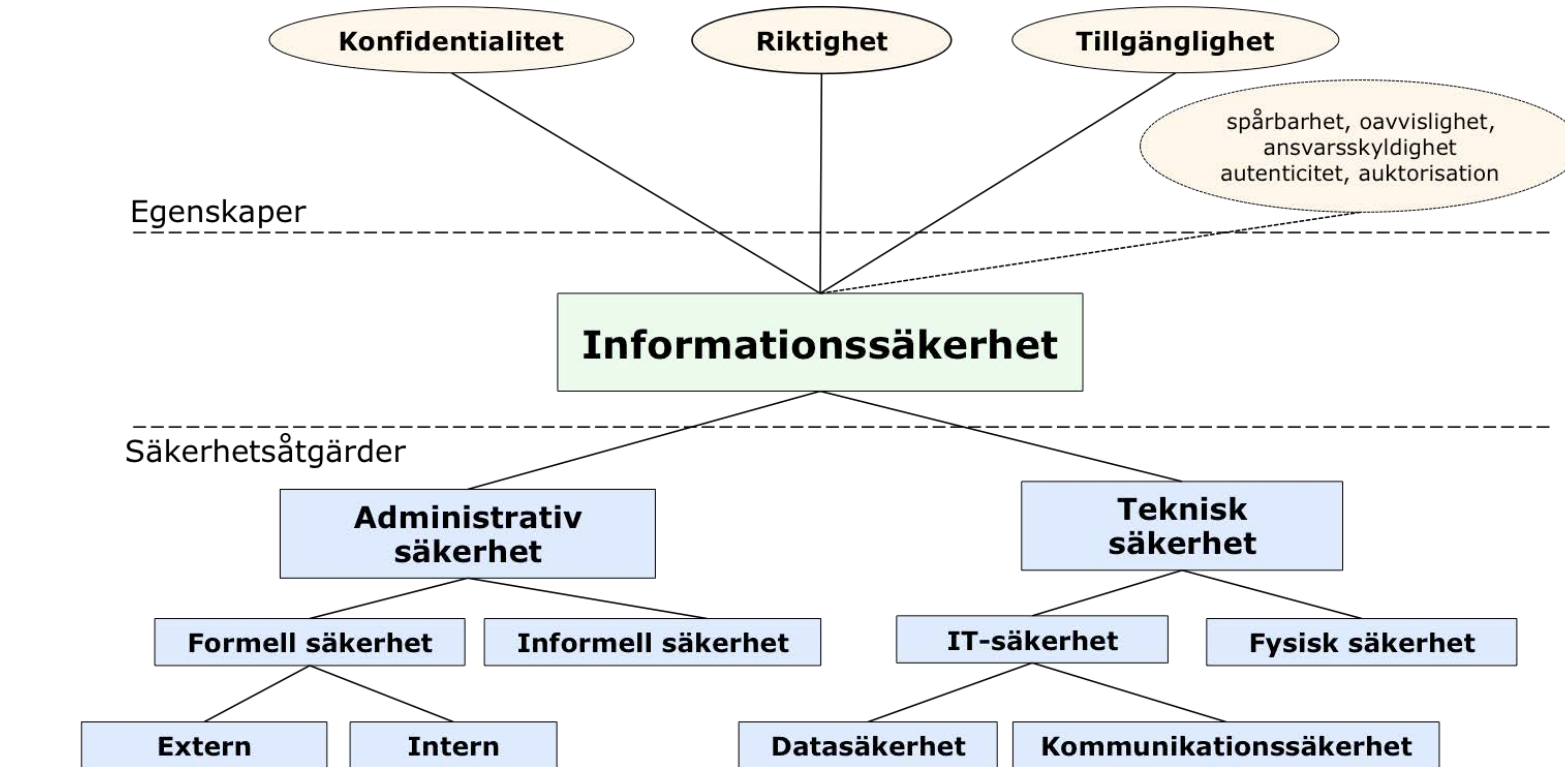 Konfidentialitet
Riktighet
Tillgänglighet
spårbarhet, oavvislighet,
ansvarsskyldighet
autenticitet, auktorisation
Egenskaper
Informationssäkerhet
Säkerhetsåtgärder
Administrativ
säkerhet
Teknisk
säkerhet
Formell säkerhet
Informell säkerhet
IT-säkerhet
Fysisk säkerhet
Extern
Intern
Datasäkerhet
Kommunikationssäkerhet